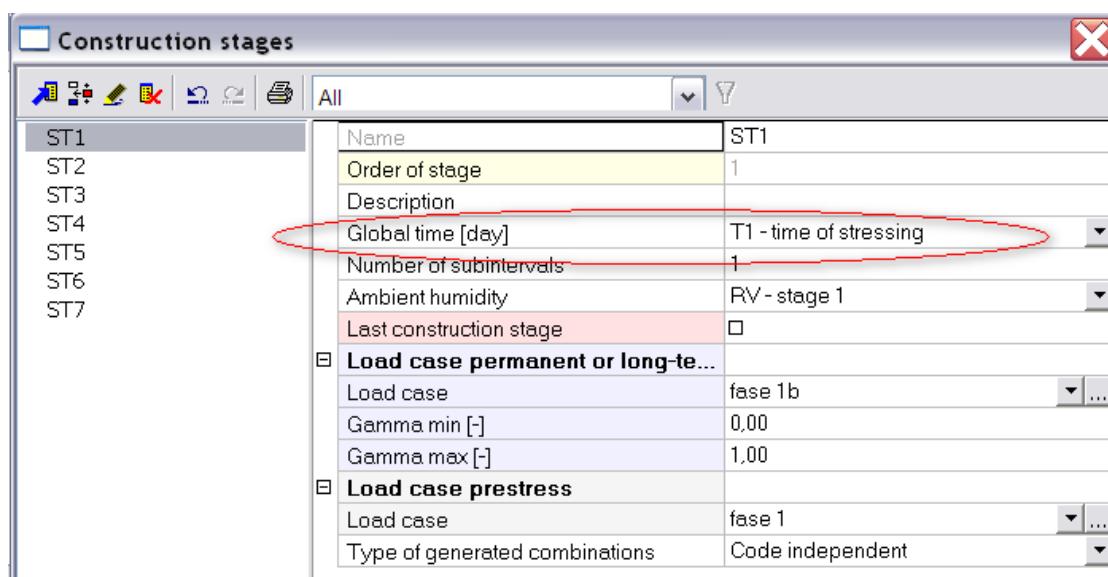 Construction stages
All
ST1
ST2
ST3
ST4
ST5
ST6
ST7
Name ST1
Order of stage 1
Description
Global time [day] T1 - time of stressing
Number of subintervals 1
Ambient humidity RV - stage 1
Last construction stage
Load case permanent or long-te...
Load case fase 1b ...
Gamma min [-] 0,00
Gamma max [-] 1,00
Load case prestress
Load case fase 1 ...
Type of generated combinations Code independent